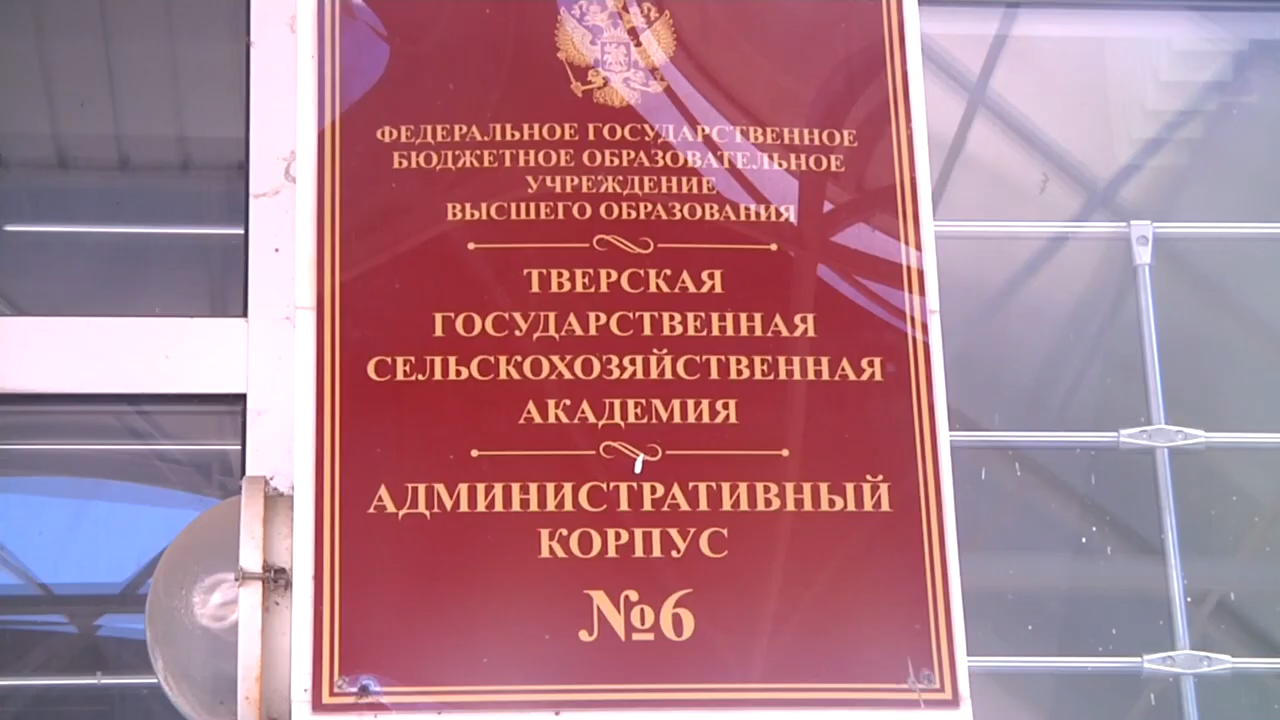 ФЕДЕРАЛЬНОЕ ГОСУДАРСТВЕННОЕ
БЮДЖЕТНОЕ ОБРАЗОВАТЕЛЬНОЕ
УЧРЕЖДЕНИЕ
ВЫСШЕГО ОБРАЗОВАНИЯ
ТВЕРСКАЯ
ГОСУДАРСТВЕННАЯ
СЕЛЬСКОХОЗЯЙСТВЕННАЯ
АКАДЕМИЯ
АДМИНИСТРАТИВНЫЙ
КОРПУС
№6